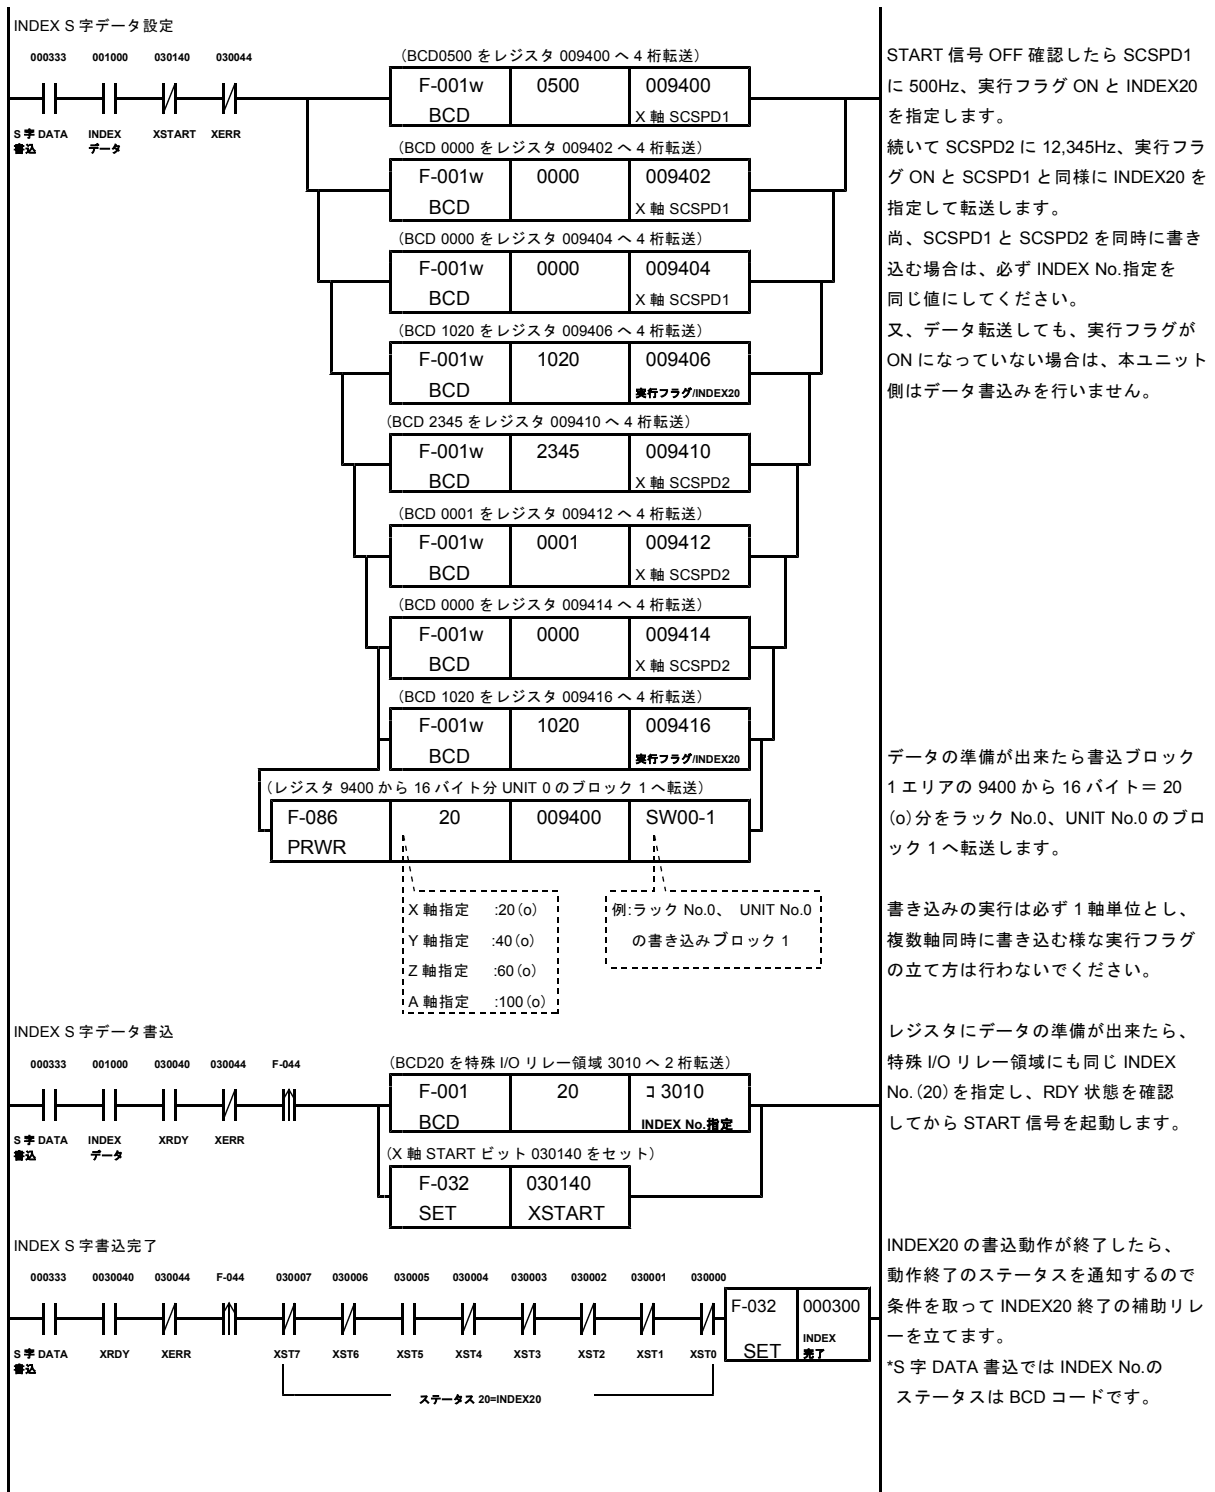 INDEX S 字データ設定
000333 001000 030140 030044
S 字 DATA 書込 INDEX データ XSTART XERR
(BCD0500 をレジスタ 009400 へ 4 桁転送)
F-001w 0500 009400
BCD X 軸 SCSPD1
(BCD 0000 をレジスタ 009402 へ 4 桁転送)
F-001w 0000 009402
BCD X 軸 SCSPD1
(BCD 0000 をレジスタ 009404 へ 4 桁転送)
F-001w 0000 009404
BCD X 軸 SCSPD1
(BCD 1020 をレジスタ 009406 へ 4 桁転送)
F-001w 1020 009406
BCD 実行フラグ/INDEX20
(BCD 2345 をレジスタ 009410 へ 4 桁転送)
F-001w 2345 009410
BCD X 軸 SCSPD2
(BCD 0001 をレジスタ 009412 へ 4 桁転送)
F-001w 0001 009412
BCD X 軸 SCSPD2
(BCD 0000 をレジスタ 009414 へ 4 桁転送)
F-001w 0000 009414
BCD X 軸 SCSPD2
(BCD 1020 をレジスタ 009416 へ 4 桁転送)
F-001w 1020 009416
BCD 実行フラグ/INDEX20
(レジスタ 9400 から 16 バイト分 UNIT 0 のブロック 1 へ転送)
F-086 20 009400 SW00-1
PRWR
X 軸指定 :20(o)
Y 軸指定 :40(o)
Z 軸指定 :60(o)
A 軸指定 :100(o)
例:ラック No.0、 UNIT No.0
の書き込みブロック 1
START 信号 OFF 確認したら SCSPD1
に 500Hz、実行フラグ ON と INDEX20
を指定します。
続いて SCSPD2 に 12,345Hz、実行フラ
グ ON と SCSPD1 と同様に INDEX20 を
指定して転送します。
尚、SCSPD1 と SCSPD2 を同時に書き
込む場合は、必ず INDEX No.指定を
同じ値にしてください。
又、データ転送しても、実行フラグが
ON になっていない場合は、本ユニット
側はデータ書込みを行いません。
データの準備が出来たら書込ブロック
1 エリアの 9400 から 16 バイト＝ 20
(o)分をラック No.0、UNIT No.0 のブロ
ック 1 へ転送します。
書き込みの実行は必ず 1 軸単位とし、
複数軸同時に書き込む様な実行フラグ
の立て方は行わないでください。
INDEX S 字データ書込
000333 001000 030040 030044 F-044
S 字 DATA 書込 INDEX データ XRDY XERR
(BCD20 を特殊 I/O リレー領域 3010 へ 2 桁転送)
F-001 20 コ 3010
BCD INDEX No.指定
(X 軸 START ビット 030140 をセット)
F-032 030140
SET XSTART
レジスタにデータの準備が出来たら、
特殊 I/O リレー領域にも同じ INDEX
No.(20)を指定し、RDY 状態を確認
してから START 信号を起動します。
INDEX S 字書込完了
000333 0030040 030044 F-044 030007 030006 030005 030004 030003 030002 030001 030000
S 字 DATA 書込 XRDY XERR XST7 XST6 XST5 XST4 XST3 XST2 XST1 XST0
F-032 000300
SET INDEX 完了
ステータス 20=INDEX20
INDEX20 の書込動作が終了したら、
動作終了のステータスを通知するので
条件を取って INDEX20 終了の補助リレ
ーを立てます。
*S 字 DATA 書込では INDEX No.の
ステータスは BCD コードです。